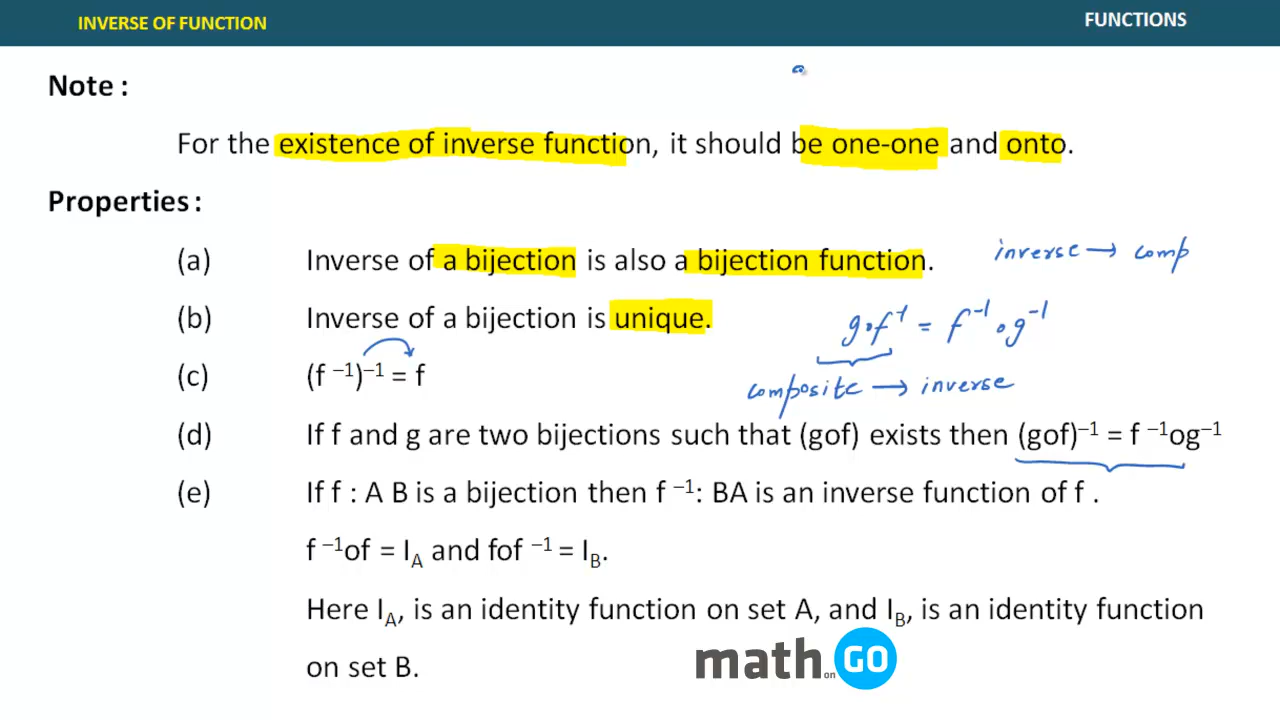 INVERSE OF FUNCTION
FUNCTIONS
Note :
For the existence of inverse function, it should be one-one and onto.
Properties :
(a) Inverse of a bijection is also a bijection function.
inverse → comp
(b) Inverse of a bijection is unique.
gof⁻¹ = f⁻¹og⁻¹
(c) (f ⁻¹)⁻¹ = f
composite → inverse
(d) If f and g are two bijections such that (gof) exists then (gof)⁻¹ = f ⁻¹og⁻¹
(e) If f : A B is a bijection then f ⁻¹: BA is an inverse function of f .
f ⁻¹of = I_A and fof ⁻¹ = I_B.
Here I_A, is an identity function on set A, and I_B, is an identity function
on set B.
math on GO